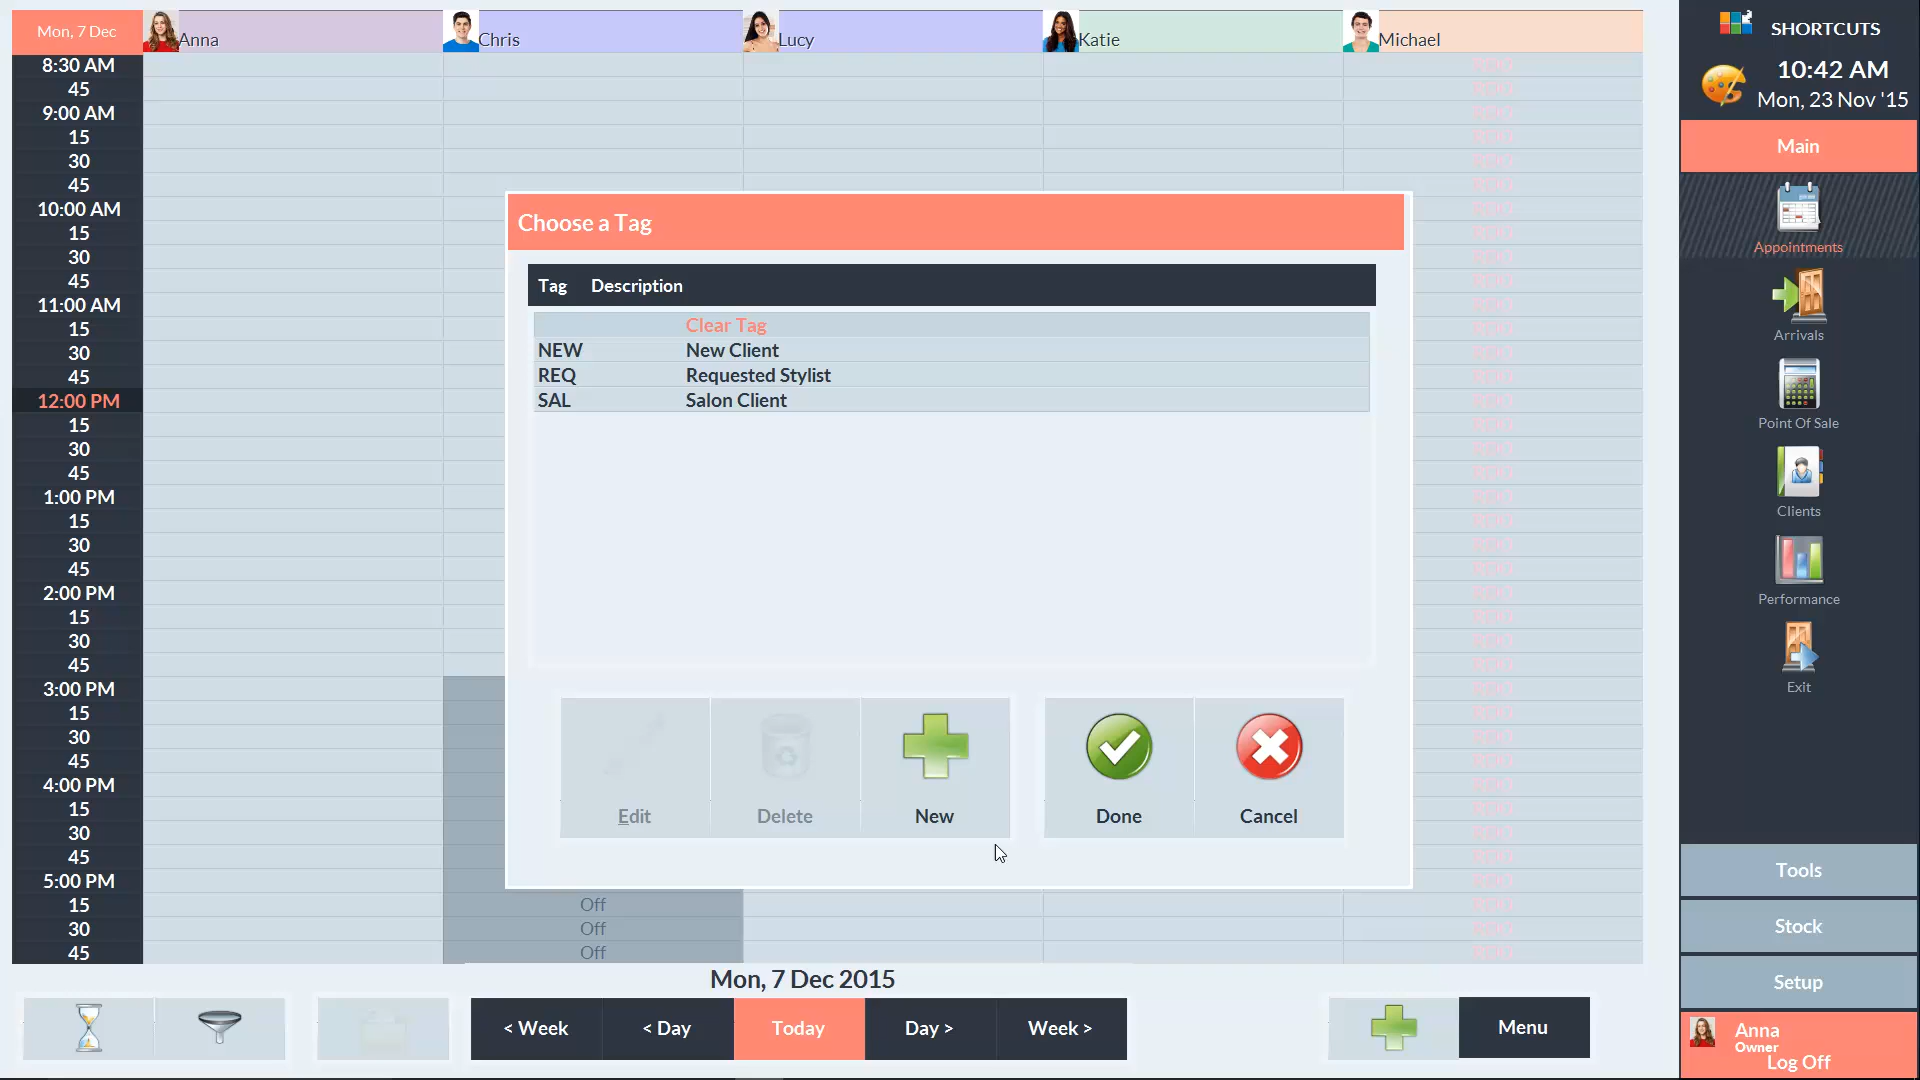 Mon, 7 Dec
Anna
Chris
Lucy
Katie
Michael
8:30 AM
45
9:00 AM
15
30
45
10:00 AM
15
30
45
11:00 AM
15
30
45
12:00 PM
15
30
45
1:00 PM
15
30
45
2:00 PM
15
30
45
3:00 PM
15
30
45
4:00 PM
15
30
45
5:00 PM
15
30
45
Choose a Tag
Tag Description
Clear Tag
NEW New Client
REQ Requested Stylist
SAL Salon Client
Edit
Delete
New
Done
Cancel
Off
Off
Off
Mon, 7 Dec 2015
< Week
< Day
Today
Day >
Week >
Menu
SHORTCUTS
10:42 AM
Mon, 23 Nov '15
Main
Appointments
Arrivals
Point Of Sale
Clients
Performance
Exit
Tools
Stock
Setup
Anna
Owner
Log Off